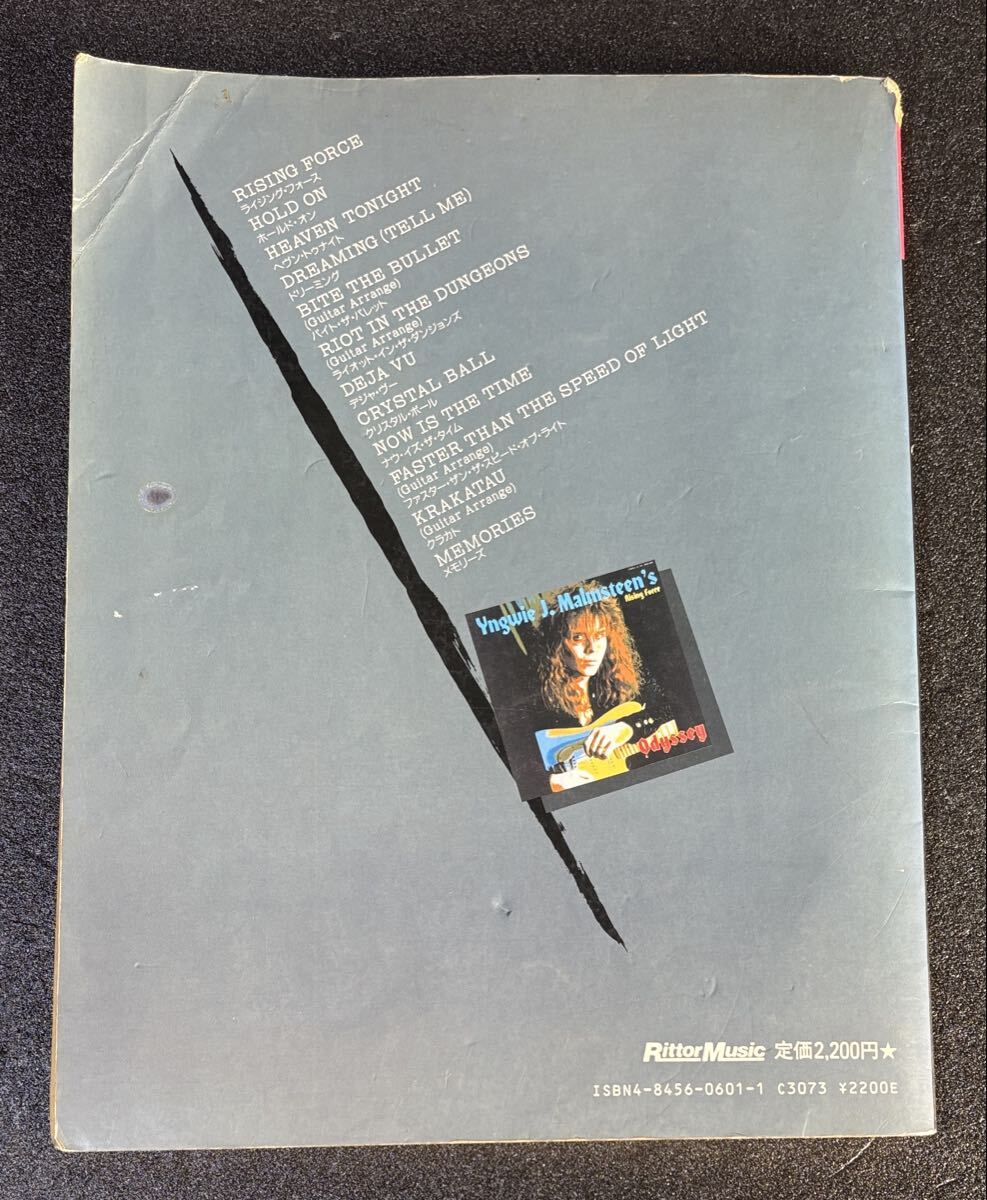 RISING FORCE
ライジング・フォース
HOLD ON
ホールド・オン
HEAVEN TONIGHT
ヘヴン・トゥナイト
DREAMING (TELL ME)
ドリーミング
BITE THE BULLET
(Guitar Arrange)
バイト・ザ・バレット
RIOT IN THE DUNGEONS
(Guitar Arrange)
ライオット・イン・ザ・ダンジョンズ
DEJA VU
デジャ・ヴー
CRYSTAL BALL
クリスタル・ボール
NOW IS THE TIME
ナウ・イズ・ザ・タイム
FASTER THAN THE SPEED OF LIGHT
(Guitar Arrange)
ファスター・ザン・ザ・スピード・オブ・ライト
KRAKATAU
(Guitar Arrange)
クラカト
MEMORIES
メモリーズ
Yngwie J. Malmsteen's
Rising Force
Odyssey
RittorMusic 定価2,200円★
ISBN4-8456-0601-1 C3073 ¥2200E